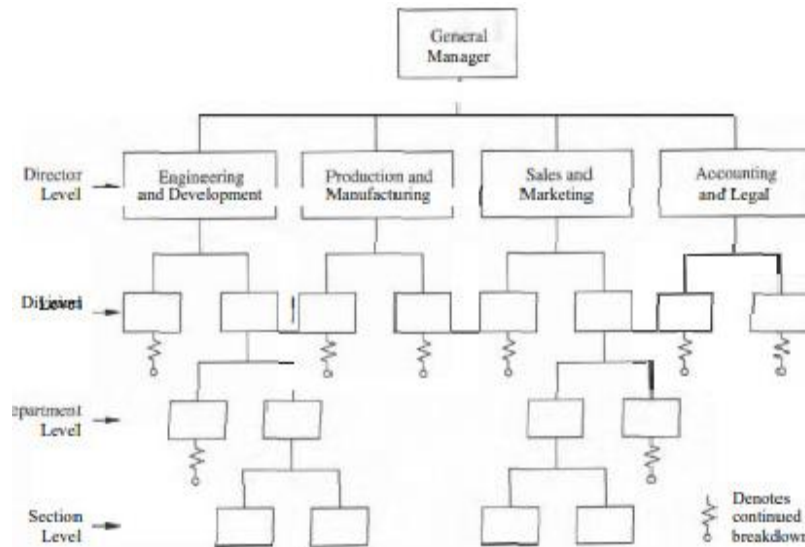 General
Manager
Director
Level
Engineering
and Development
Production and
Manufacturing
Sales and
Marketing
Accounting
and Legal
Level
epartment
Level
Section
Level
Denotes
continued
breakdown